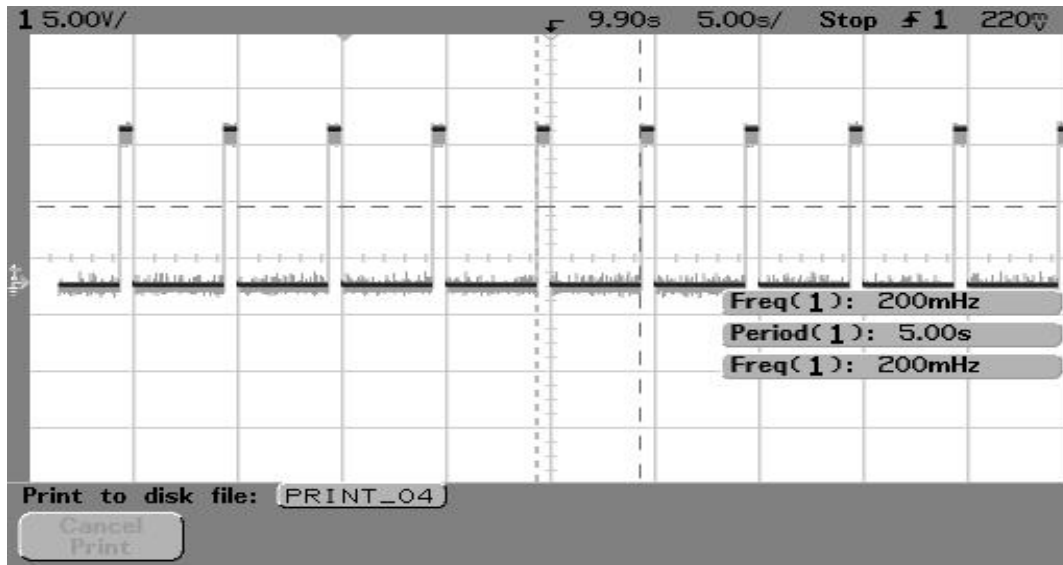 1 5.00V/ 9.90s 5.00s/ Stop 1 220mV
Freq(1): 200mHz
Period(1): 5.00s
Freq(1): 200mHz
Print to disk file: PRINT_04
Cancel
Print